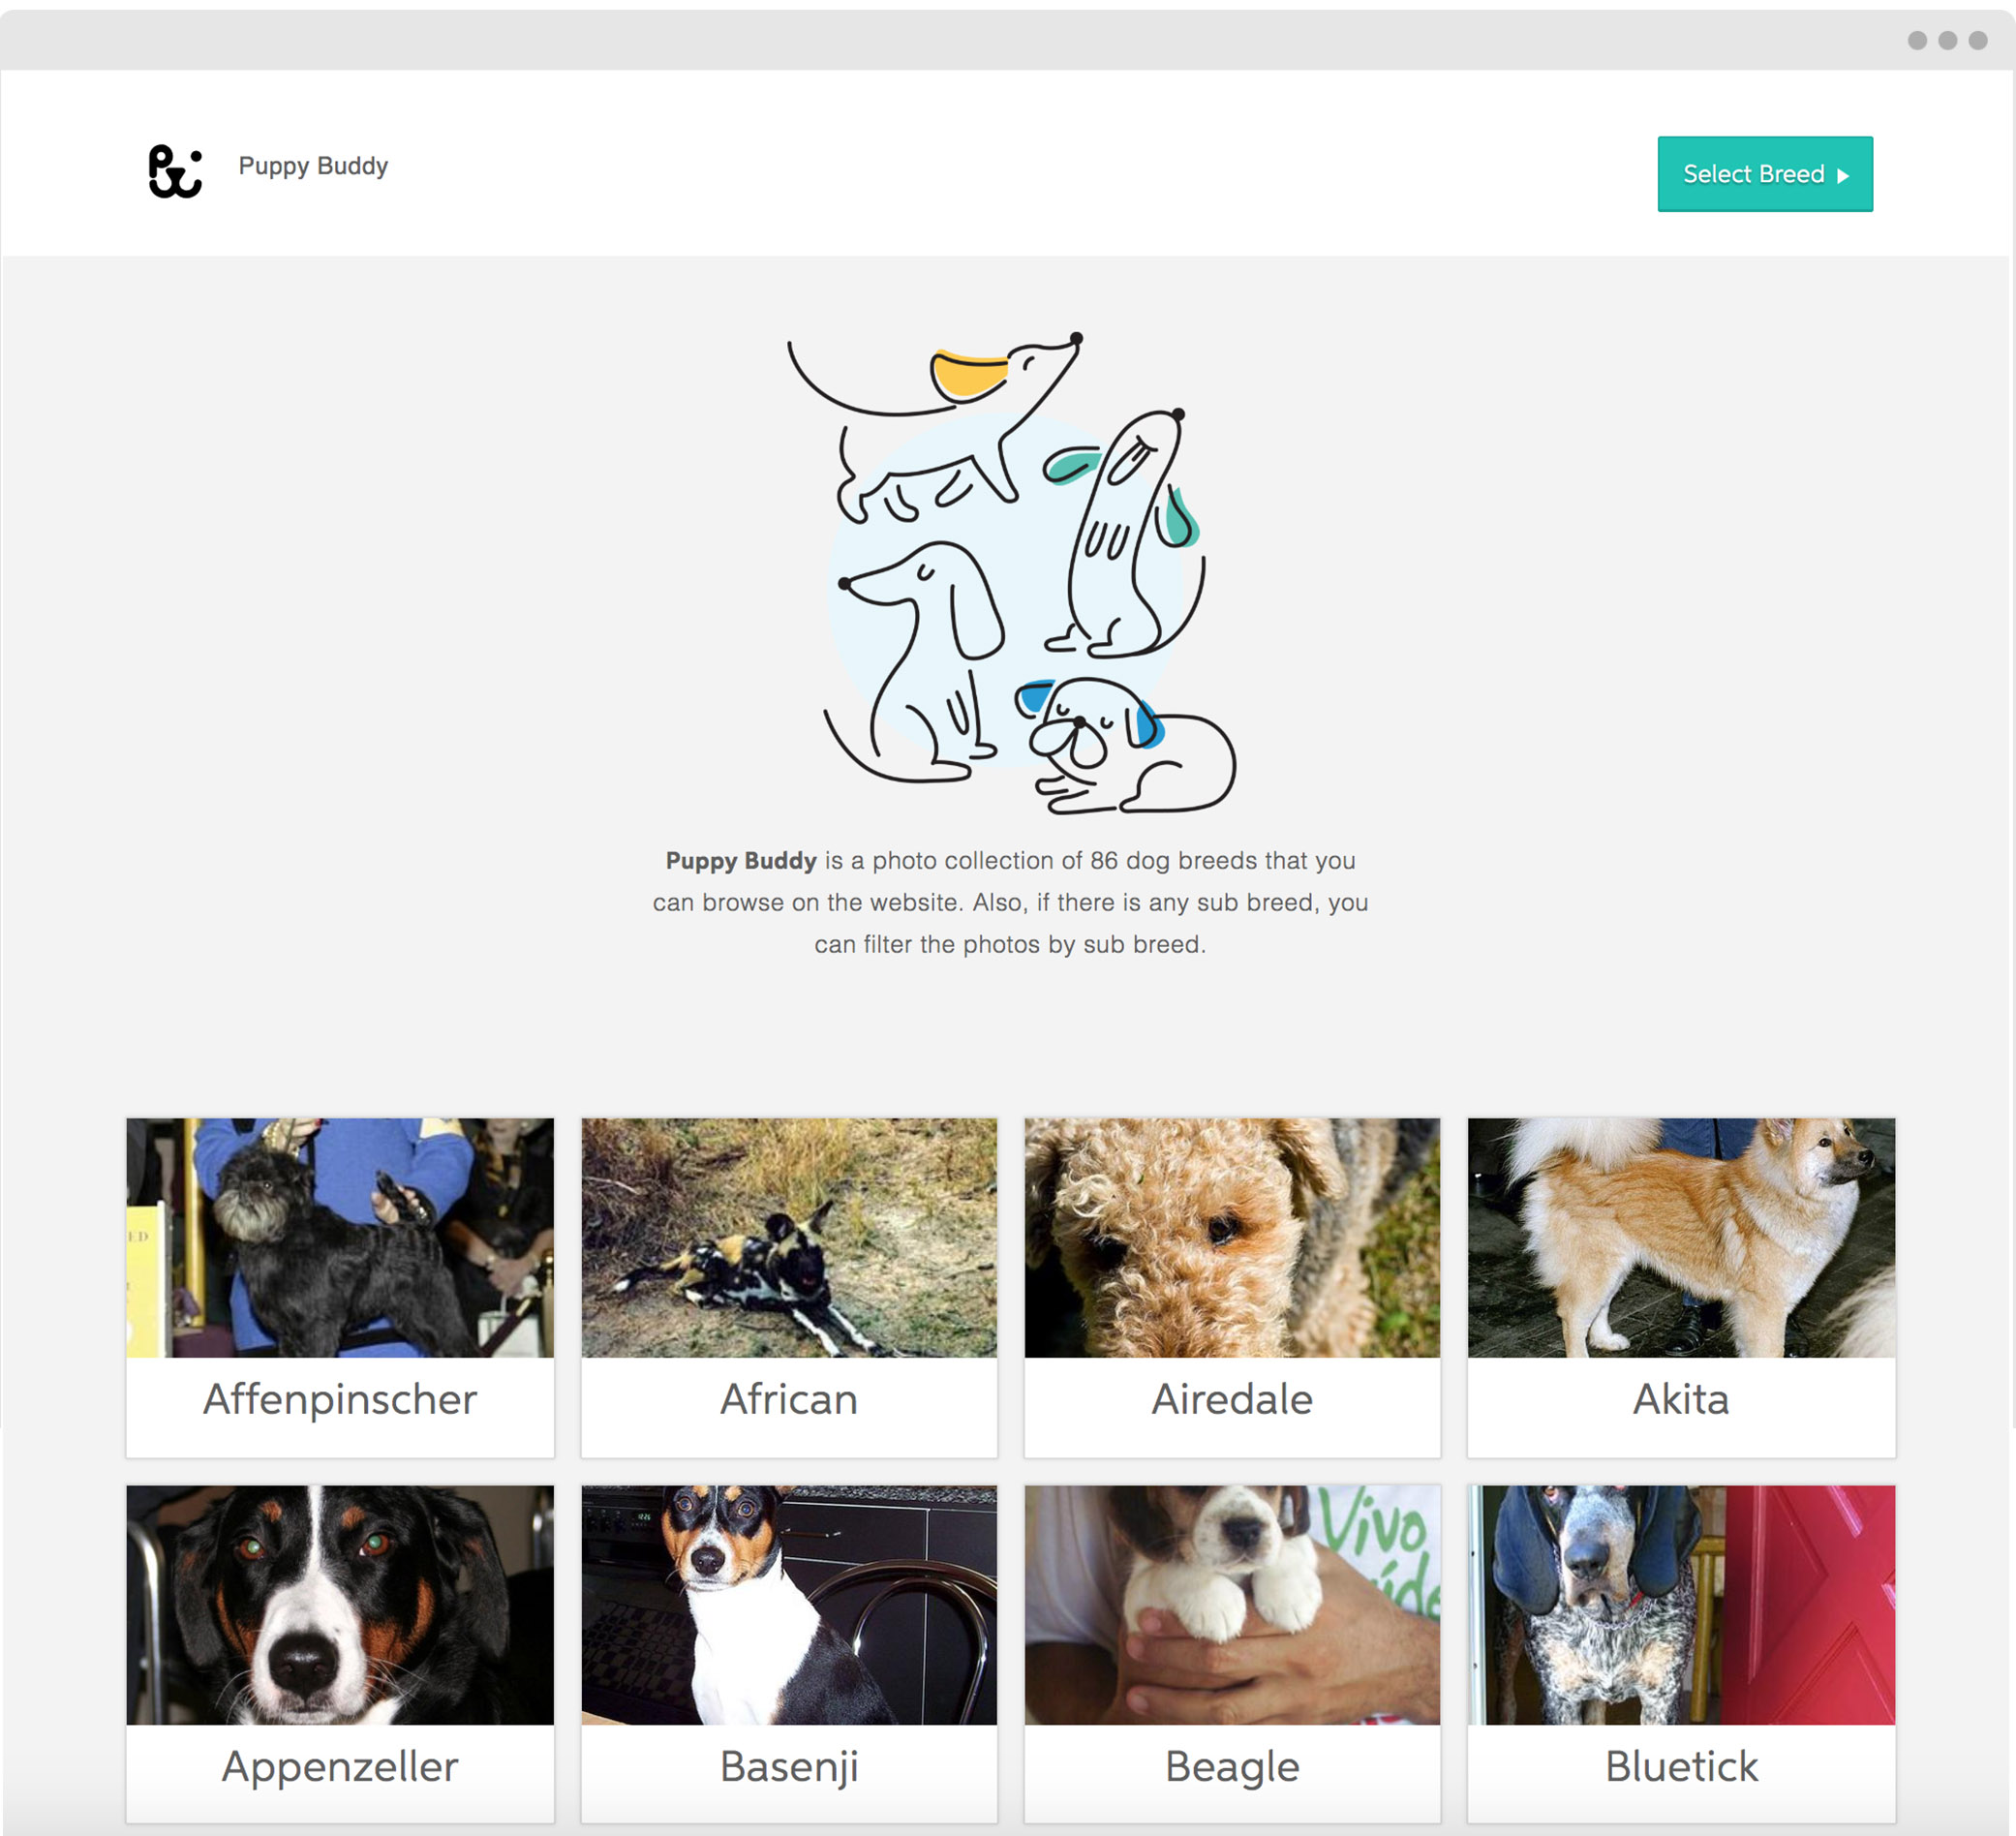 Puppy Buddy
Select Breed
Puppy Buddy is a photo collection of 86 dog breeds that you
can browse on the website. Also, if there is any sub breed, you
can filter the photos by sub breed.
ED
Vivo
Affenpinscher
African
Airedale
Akita
Appenzeller
Basenji
Beagle
Bluetick